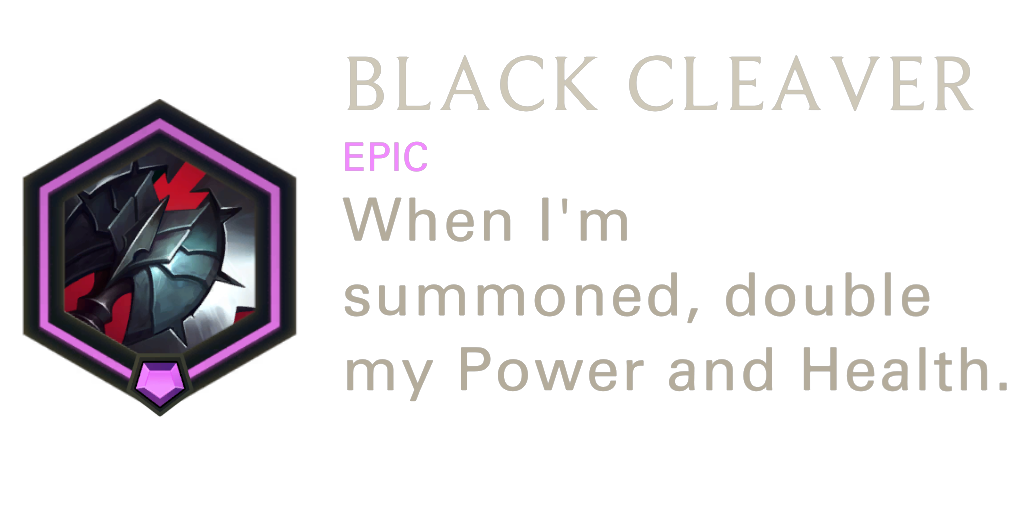 BLACK CLEAVER
EPIC
When I'm
summoned, double
my Power and Health.